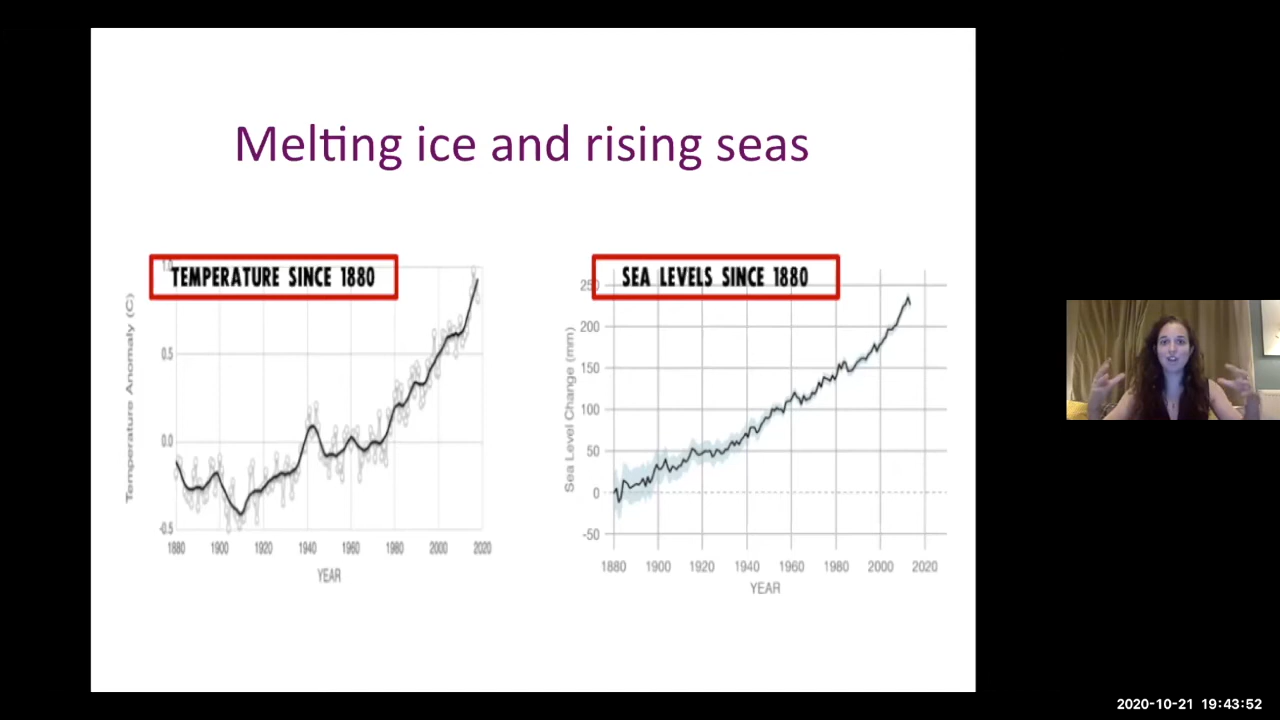 Melting ice and rising seas
TEMPERATURE SINCE 1880
1.0
0.5
0.0
-0.5
Temperature Anomaly (C)
1880 1900 1920 1940 1960 1980 2000 2020
YEAR
SEA LEVELS SINCE 1880
250
200
150
100
50
0
-50
Sea Level Change (mm)
1880 1900 1920 1940 1960 1980 2000 2020
YEAR
2020-10-21 19:43:52